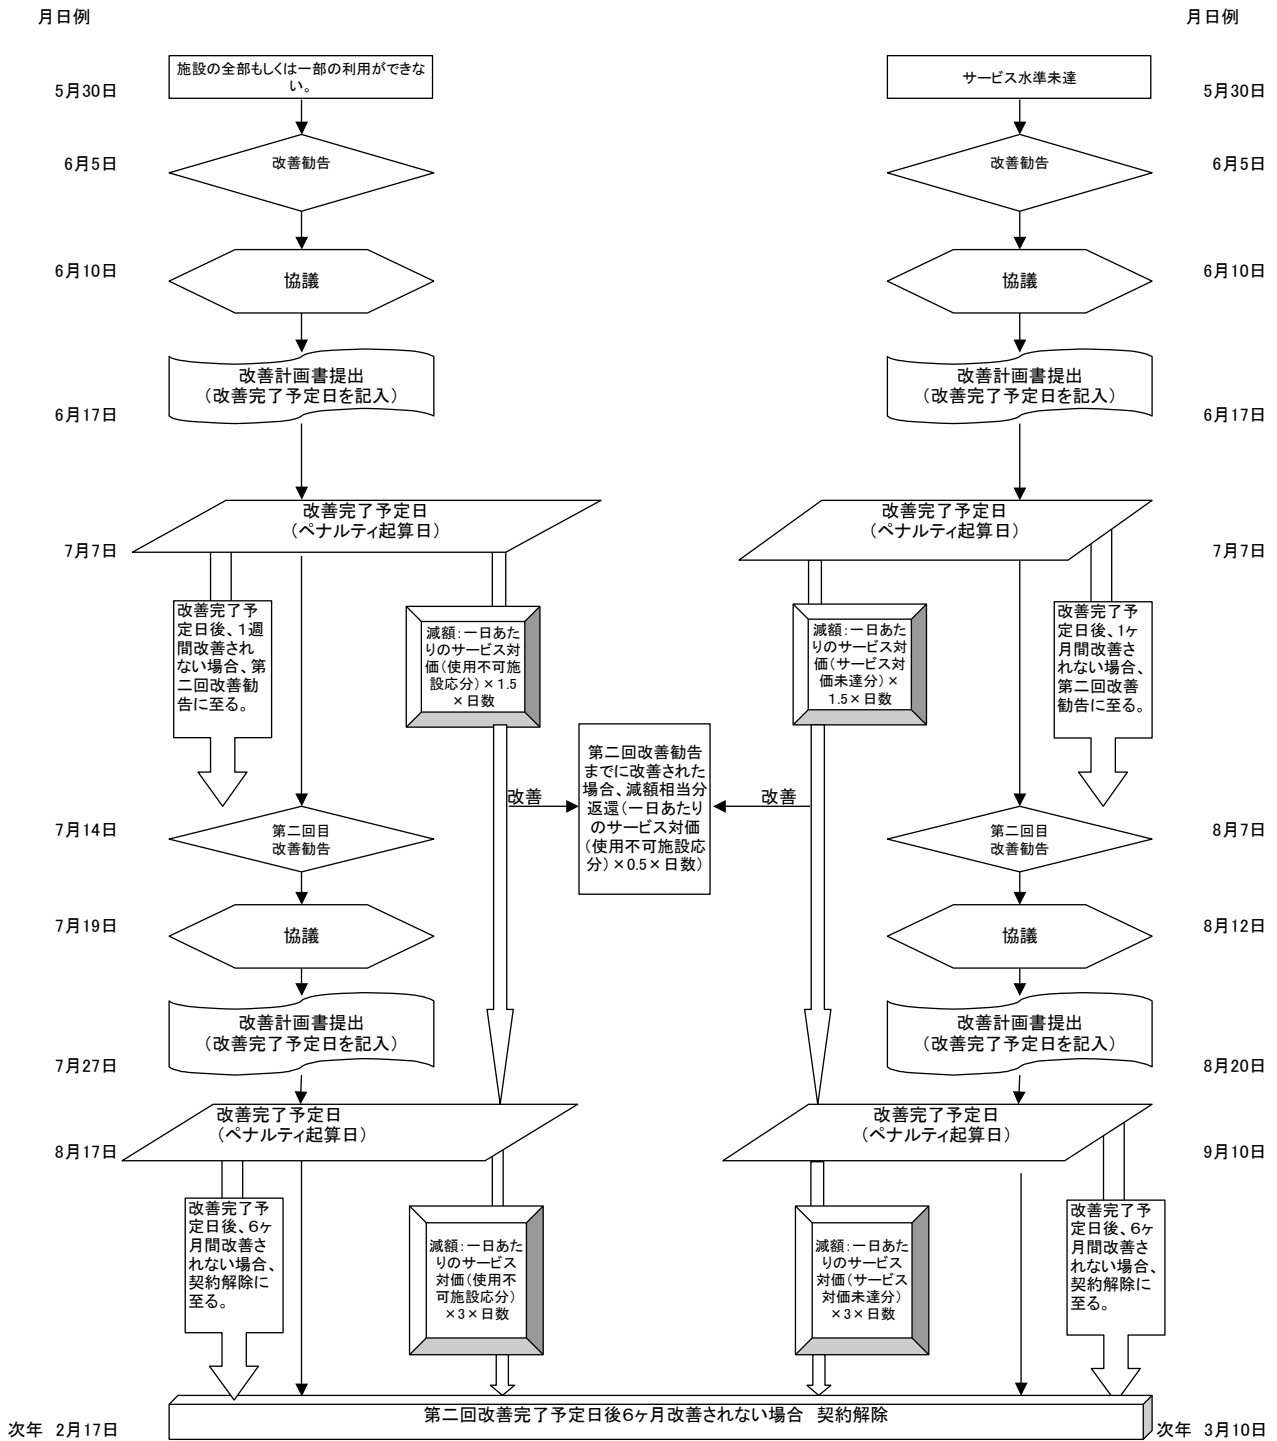 月日例
月日例
施設の全部もしくは一部の利用ができな
い。
サービス水準未達
5月30日
5月30日
改善勧告
改善勧告
6月5日
6月5日
協議
協議
6月10日
6月10日
改善計画書提出
(改善完了予定日を記入)
改善計画書提出
(改善完了予定日を記入)
6月17日
6月17日
改善完了予定日
(ペナルティ起算日)
改善完了予定日
(ペナルティ起算日)
7月7日
7月7日
改善完了予
定日後、1週
間改善され
ない場合、第
二回改善勧
告に至る。
減額:一日あた
りのサービス対
価(使用不可施
設応分)×1.5
×日数
減額:一日あた
りのサービス対
価(サービス対
価未達分)×
1.5×日数
改善完了予
定日後、1ヶ
月間改善さ
れない場合、
第二回改善
勧告に至る。
第二回改善勧告
までに改善された
場合、減額相当分
返還(一日あたり
のサービス対価
(使用不可施設応
分)×0.5×日数)
改善
改善
7月14日
第二回目
改善勧告
第二回目
改善勧告
8月7日
7月19日
協議
協議
8月12日
改善計画書提出
(改善完了予定日を記入)
改善計画書提出
(改善完了予定日を記入)
7月27日
8月20日
改善完了予定日
(ペナルティ起算日)
改善完了予定日
(ペナルティ起算日)
8月17日
9月10日
改善完了予
定日後、6ヶ
月間改善さ
れない場合、
契約解除に
至る。
減額:一日あた
りのサービス
対価(使用不
可施設応分)
×3×日数
減額:一日あた
りのサービス
対価(サービス
対価未達分)
×3×日数
改善完了予
定日後、6ヶ
月間改善さ
れない場合、
契約解除に
至る。
第二回改善完了予定日後6ヶ月改善されない場合 契約解除
次年 2月17日
次年 3月10日